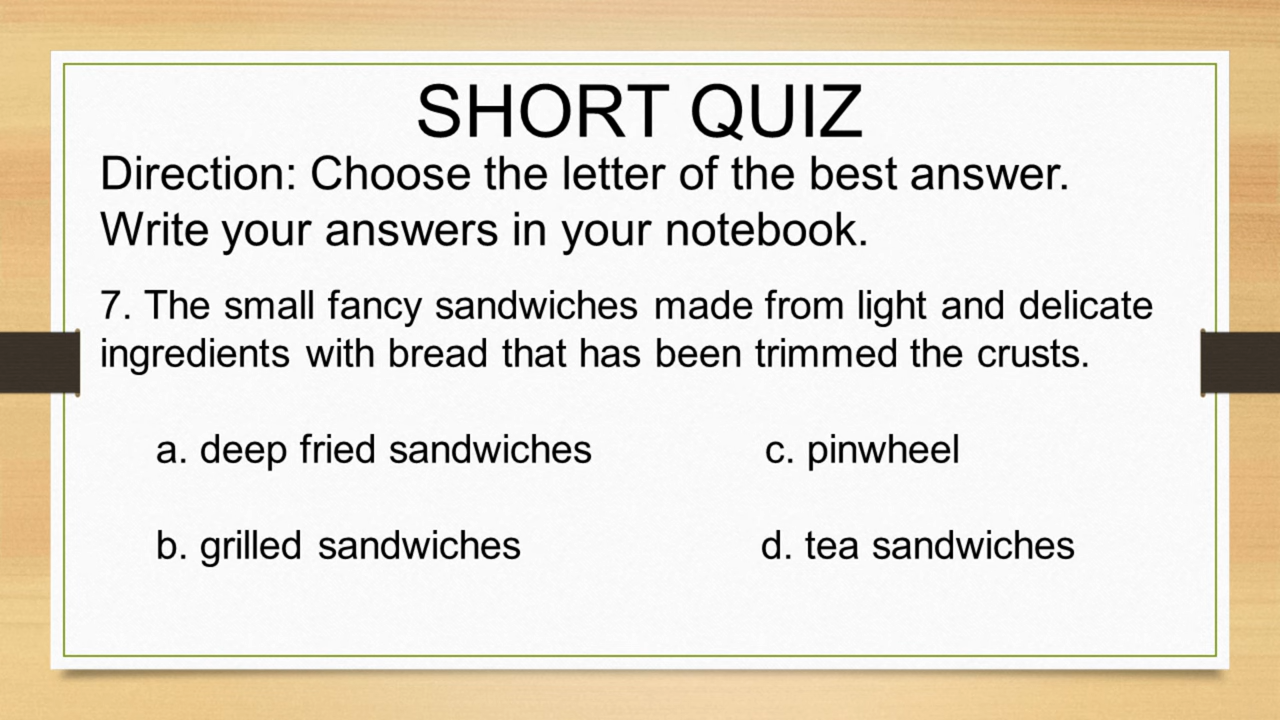 SHORT QUIZ
Direction: Choose the letter of the best answer.
Write your answers in your notebook.
7. The small fancy sandwiches made from light and delicate
ingredients with bread that has been trimmed the crusts.
a. deep fried sandwiches c. pinwheel
b. grilled sandwiches d. tea sandwiches